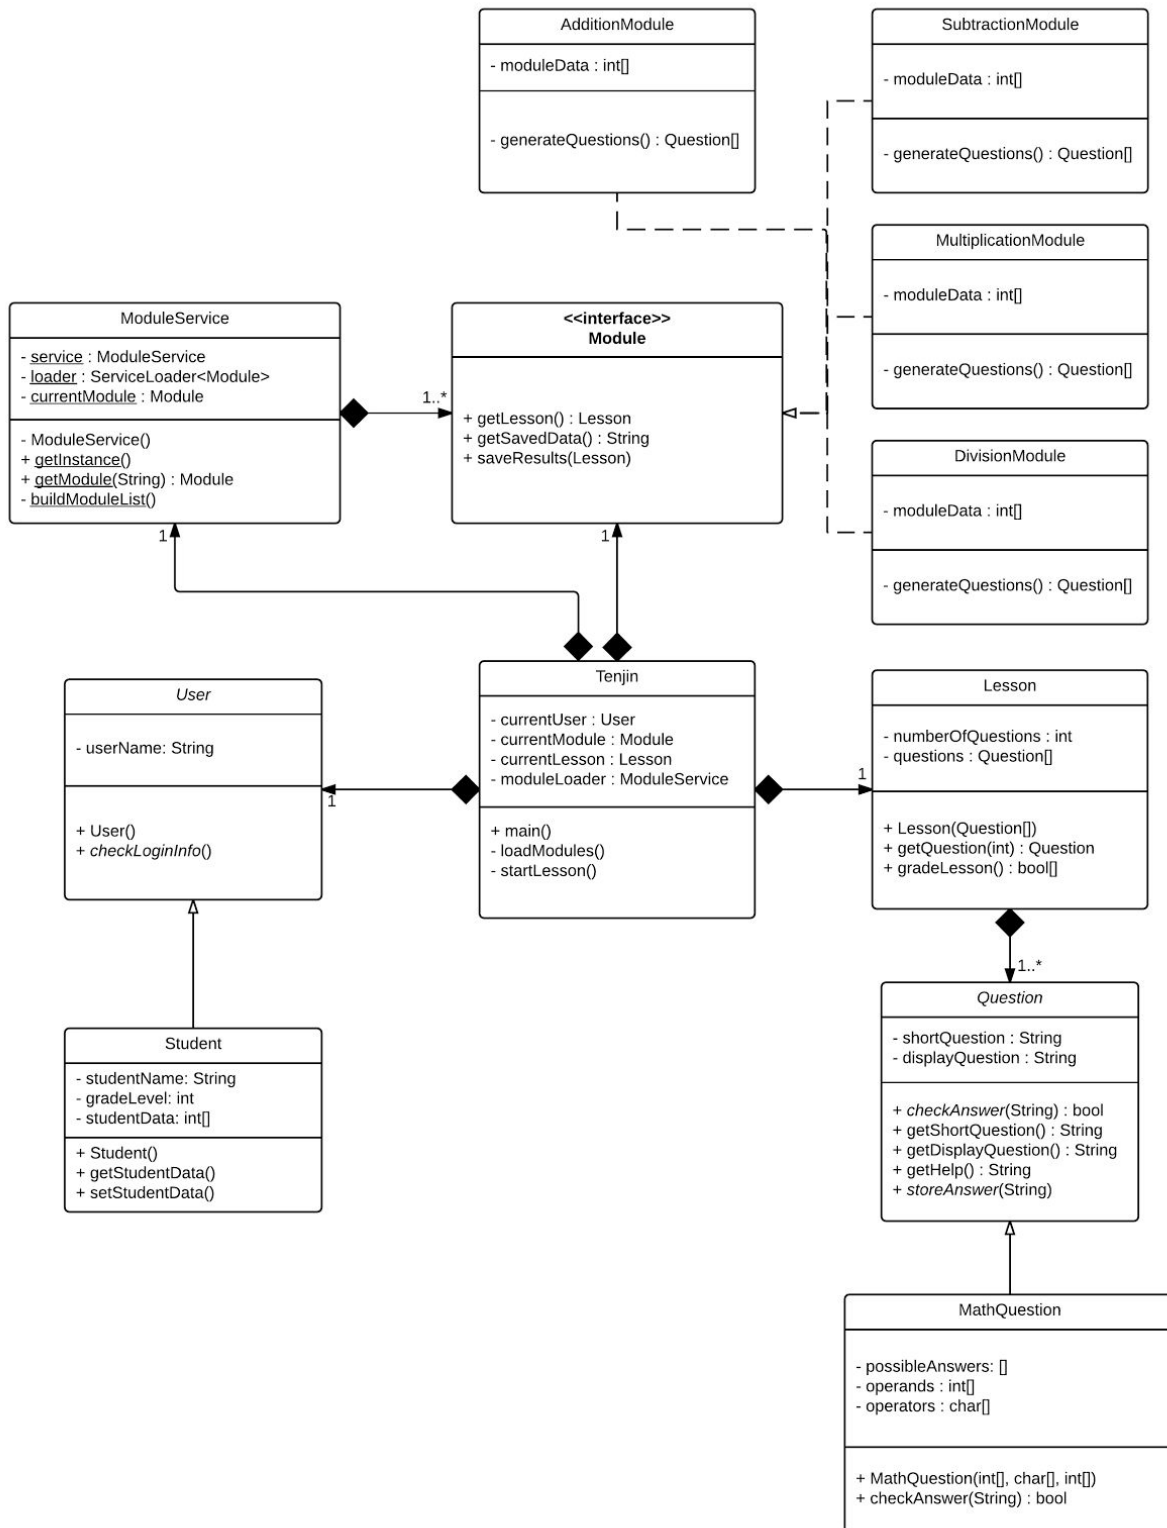 AdditionModule
- moduleData : int[]
- generateQuestions() : Question[]
SubtractionModule
- moduleData : int[]
- generateQuestions() : Question[]
MultiplicationModule
- moduleData : int[]
- generateQuestions() : Question[]
ModuleService
- service : ModuleService
- loader : ServiceLoader<Module>
- currentModule : Module
- ModuleService()
+ getInstance()
+ getModule(String) : Module
- buildModuleList()
1..*
<<interface>>
Module
+ getLesson() : Lesson
+ getSavedData() : String
+ saveResults(Lesson)
DivisionModule
- moduleData : int[]
- generateQuestions() : Question[]
1
1
User
- userName: String
+ User()
+ checkLoginInfo()
1
Tenjin
- currentUser : User
- currentModule : Module
- currentLesson : Lesson
- moduleLoader : ModuleService
+ main()
- loadModules()
- startLesson()
1
Lesson
- numberOfQuestions : int
- questions : Question[]
+ Lesson(Question[])
+ getQuestion(int) : Question
+ gradeLesson() : bool[]
1..*
Student
- studentName: String
- gradeLevel: int
- studentData: int[]
+ Student()
+ getStudentData()
+ setStudentData()
Question
- shortQuestion : String
- displayQuestion : String
+ checkAnswer(String) : bool
+ getShortQuestion() : String
+ getDisplayQuestion() : String
+ getHelp() : String
+ storeAnswer(String)
MathQuestion
- possibleAnswers: []
- operands : int[]
- operators : char[]
+ MathQuestion(int[], char[], int[])
+ checkAnswer(String) : bool